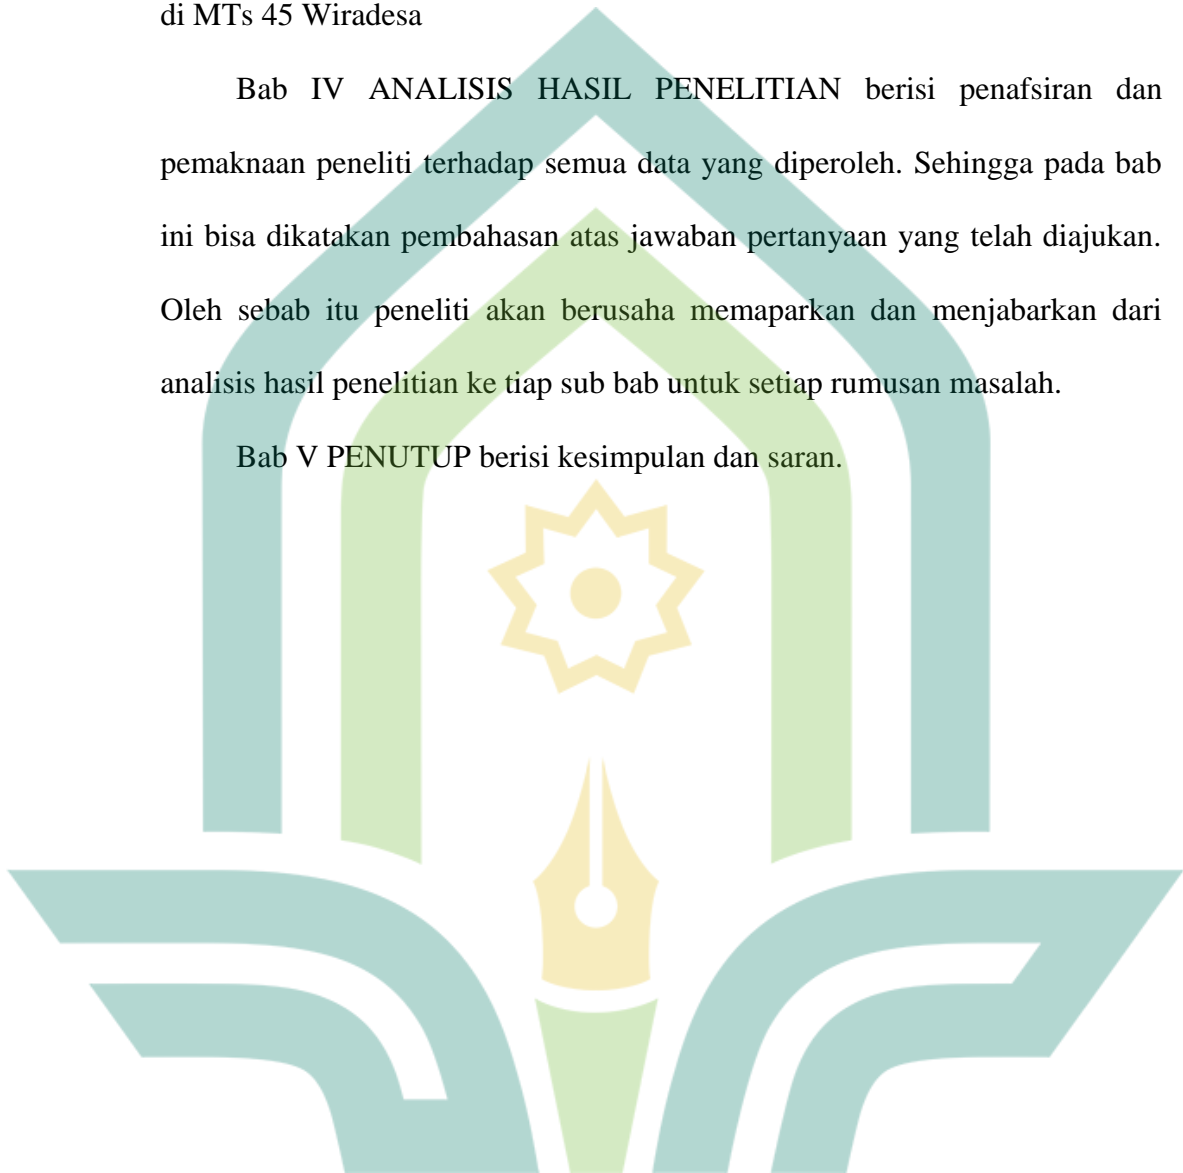 di MTs 45 Wiradesa
Bab IV ANALISIS HASIL PENELITIAN berisi penafsiran dan
pemaknaan peneliti terhadap semua data yang diperoleh. Sehingga pada bab
ini bisa dikatakan pembahasan atas jawaban pertanyaan yang telah diajukan.
Oleh sebab itu peneliti akan berusaha memaparkan dan menjabarkan dari
analisis hasil penelitian ke tiap sub bab untuk setiap rumusan masalah.
Bab V PENUTUP berisi kesimpulan dan saran.